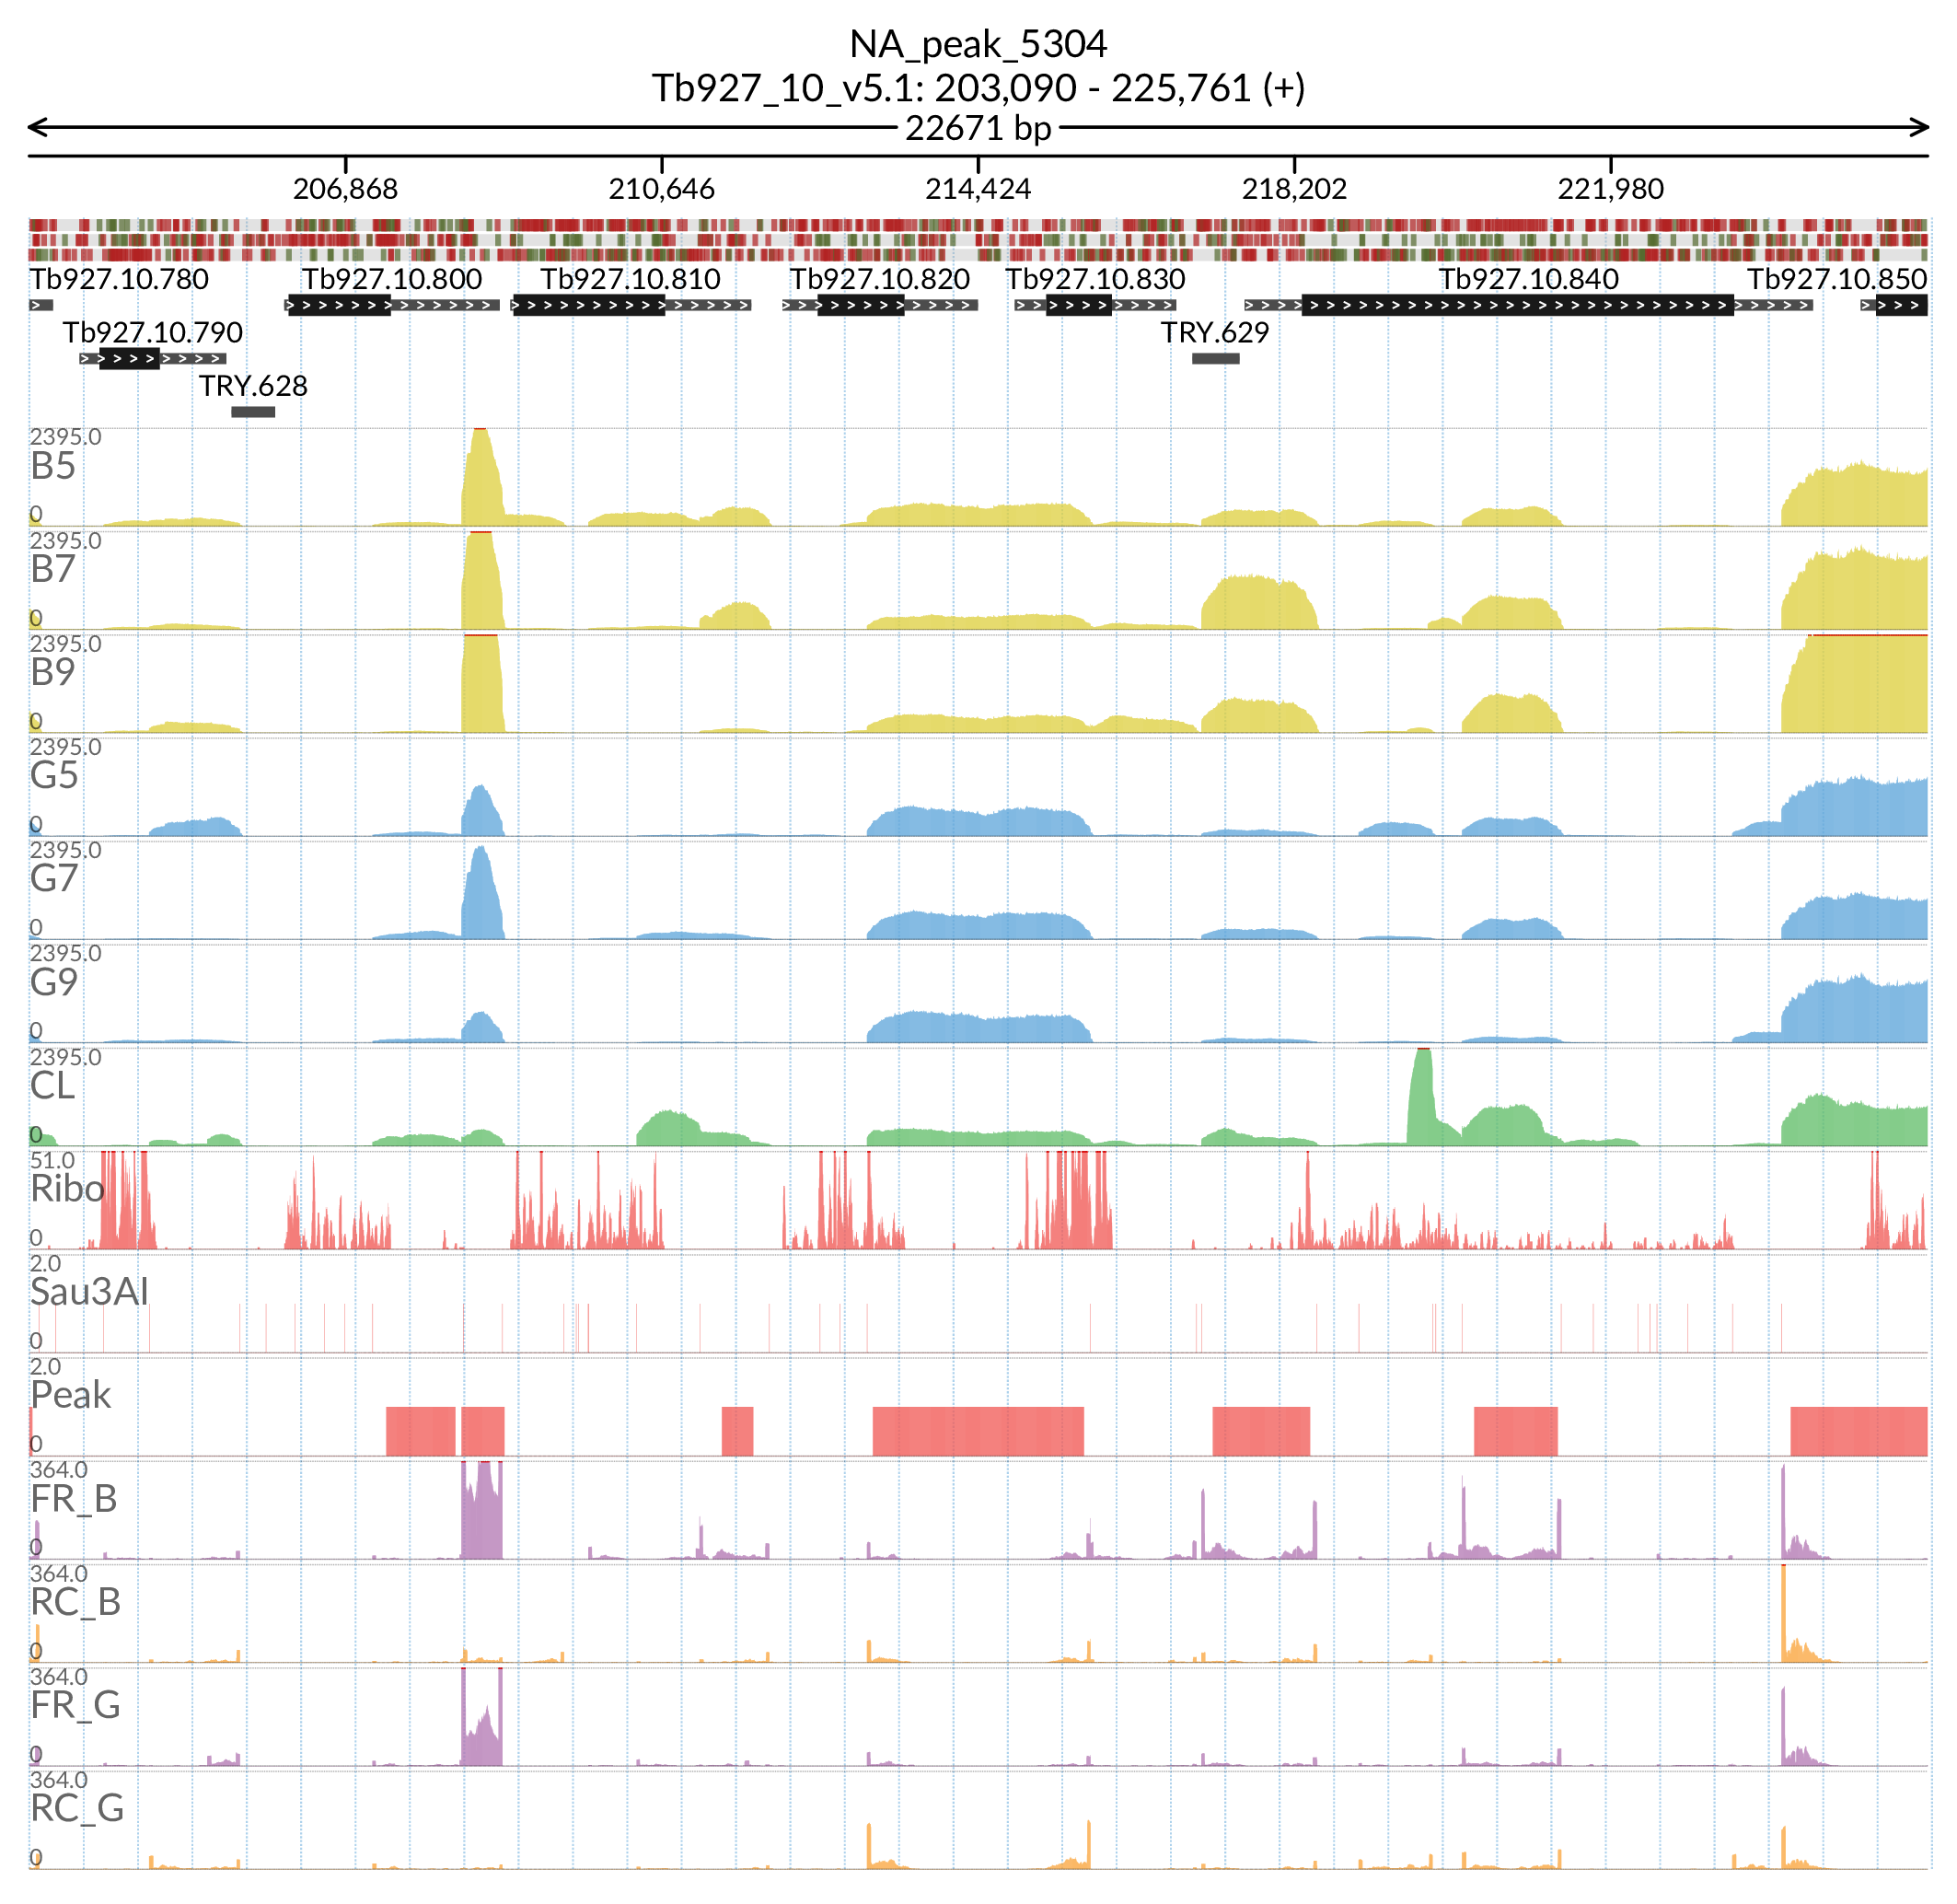 NA_peak_5304
Tb927_10_v5.1: 203,090 - 225,761 (+)
22671 bp
206,868 210,646 214,424 218,202 221,980
Tb927.10.780 Tb927.10.800 Tb927.10.810 Tb927.10.820 Tb927.10.830 Tb927.10.840 Tb927.10.850
Tb927.10.790 TRY.629
TRY.628
2395.0
B5
0
2395.0
B7
0
2395.0
B9
0
2395.0
G5
0
2395.0
G7
0
2395.0
G9
0
2395.0
CL
0
51.0
Ribo
0
2.0
Sau3AI
0
2.0
Peak
0
364.0
FR_B
0
364.0
RC_B
0
364.0
FR_G
0
364.0
RC_G
0